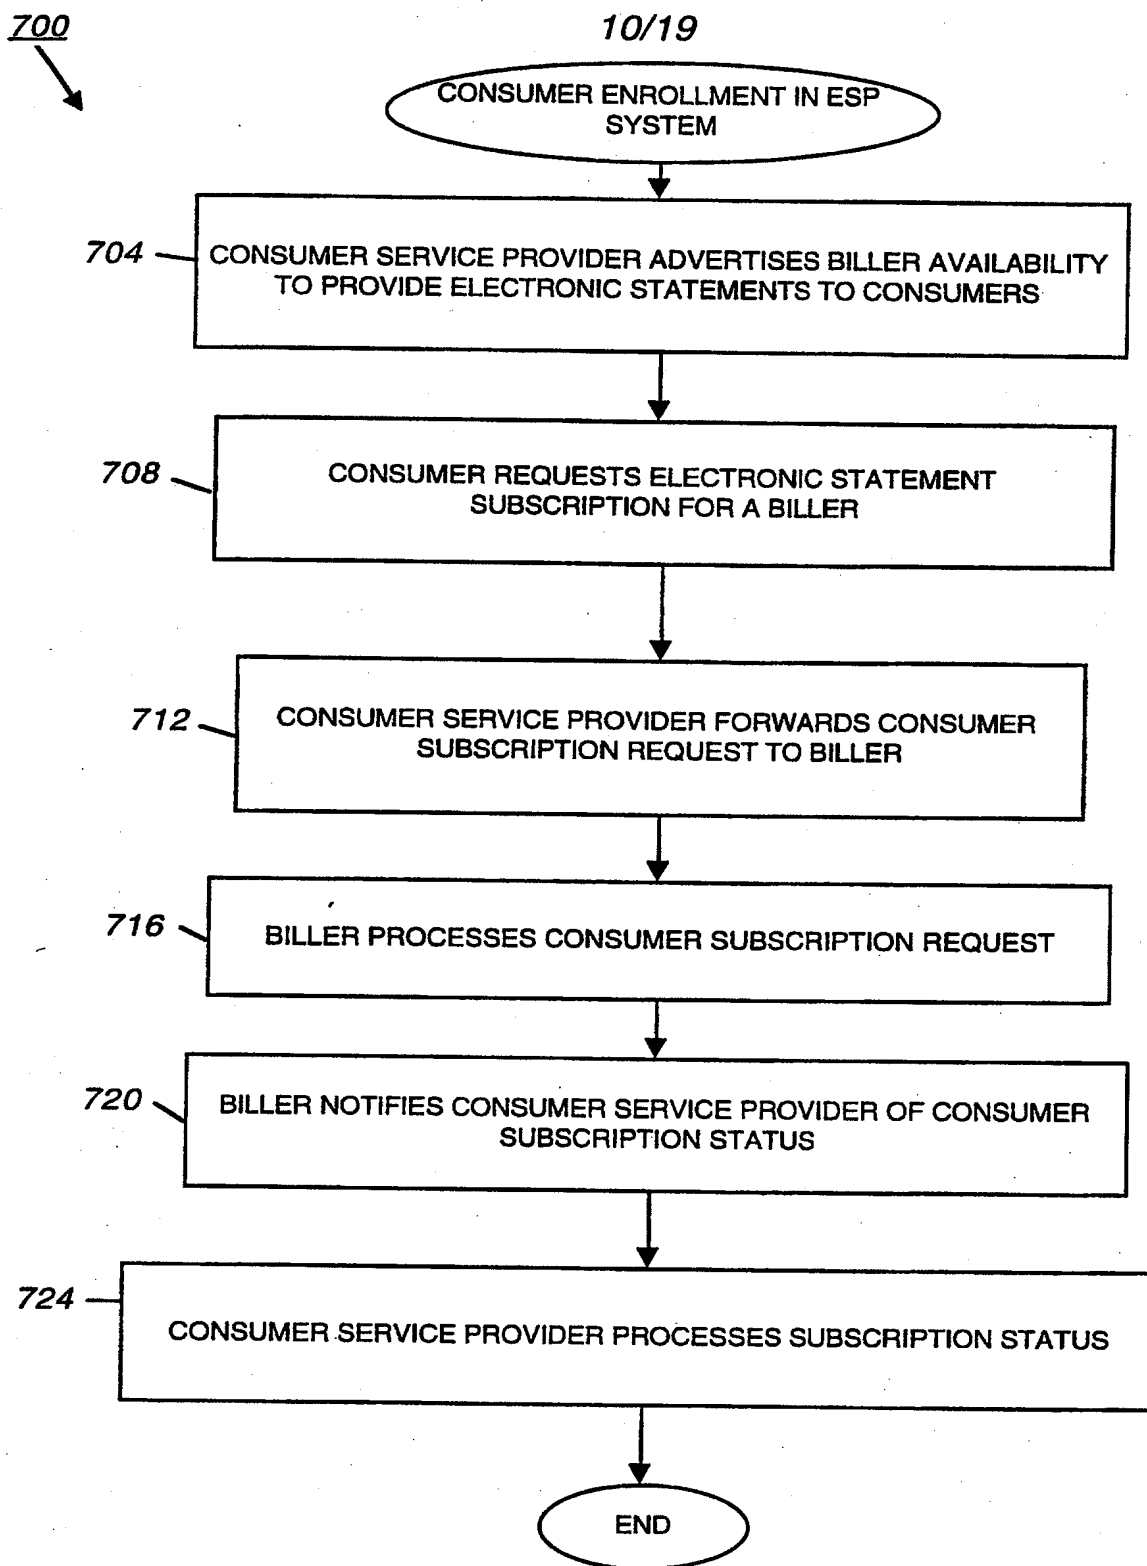 700
10/19
CONSUMER ENROLLMENT IN ESP
SYSTEM
704
CONSUMER SERVICE PROVIDER ADVERTISES BILLER AVAILABILITY
TO PROVIDE ELECTRONIC STATEMENTS TO CONSUMERS
708
CONSUMER REQUESTS ELECTRONIC STATEMENT
SUBSCRIPTION FOR A BILLER
712
CONSUMER SERVICE PROVIDER FORWARDS CONSUMER
SUBSCRIPTION REQUEST TO BILLER
716
BILLER PROCESSES CONSUMER SUBSCRIPTION REQUEST
720
BILLER NOTIFIES CONSUMER SERVICE PROVIDER OF CONSUMER
SUBSCRIPTION STATUS
724
CONSUMER SERVICE PROVIDER PROCESSES SUBSCRIPTION STATUS
END